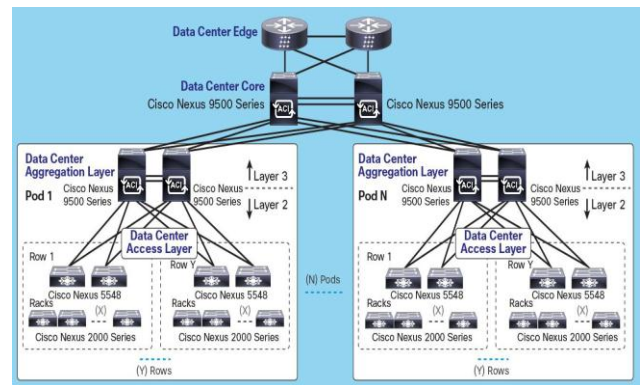 Data Center Edge
Data Center Core
Cisco Nexus 9500 Series
ACI
ACI
Cisco Nexus 9500 Series
Data Center
Aggregation Layer
Pod 1
Cisco Nexus
9500 Series
ACI
ACI
Cisco Nexus
9500 Series
Layer 3
Layer 2
Data Center
Access Layer
Row 1
Row Y
Cisco Nexus 5548
Cisco Nexus 5548
Racks
(X)
Racks
(X)
Cisco Nexus 2000 Series
Cisco Nexus 2000 Series
(Y) Rows
(N) Pods
Data Center
Aggregation Layer
Pod N
Cisco Nexus
9500 Series
ACI
ACI
Cisco Nexus
9500 Series
Layer 3
Layer 2
Data Center
Access Layer
Row 1
Row Y
Cisco Nexus 5548
Cisco Nexus 5548
Racks
(X)
Racks
(X)
Cisco Nexus 2000 Series
Cisco Nexus 2000 Series
(Y) Rows